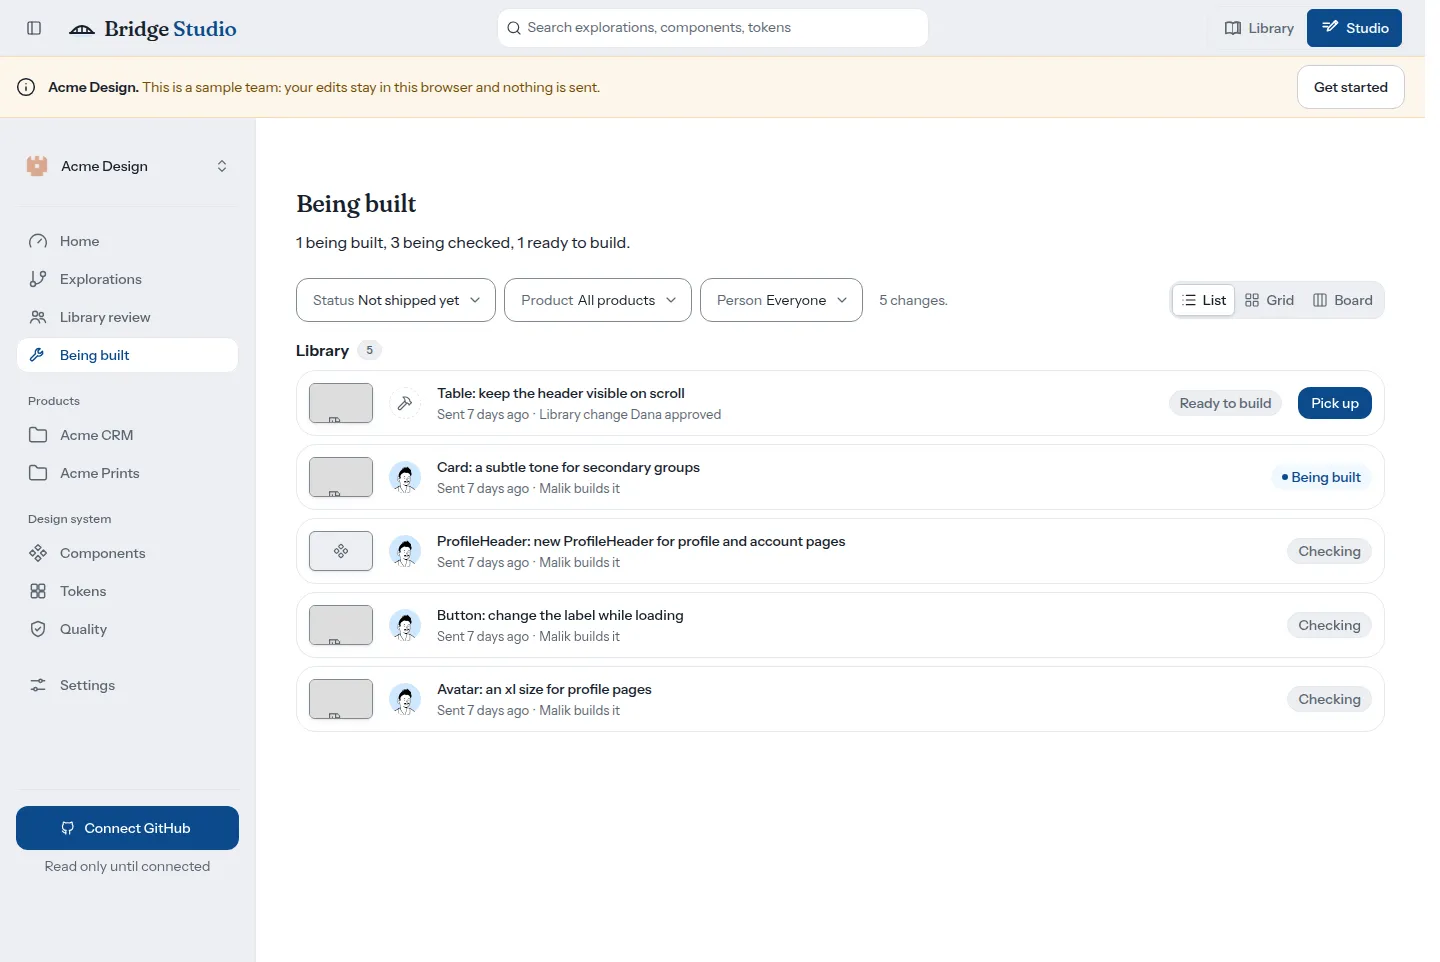 Bridge Studio
Search explorations, components, tokens
Library
Studio
Acme Design. This is a sample team: your edits stay in this browser and nothing is sent.
Get started
Acme Design
Home
Explorations
Library review
Being built
Products
Acme CRM
Acme Prints
Design system
Components
Tokens
Quality
Settings
Connect GitHub
Read only until connected
Being built
1 being built, 3 being checked, 1 ready to build.
Status Not shipped yet
Product All products
Person Everyone
5 changes.
List
Grid
Board
Library 5
Table: keep the header visible on scroll
Sent 7 days ago · Library change Dana approved
Ready to build
Pick up
Card: a subtle tone for secondary groups
Sent 7 days ago · Malik builds it
Being built
ProfileHeader: new ProfileHeader for profile and account pages
Sent 7 days ago · Malik builds it
Checking
Button: change the label while loading
Sent 7 days ago · Malik builds it
Checking
Avatar: an xl size for profile pages
Sent 7 days ago · Malik builds it
Checking